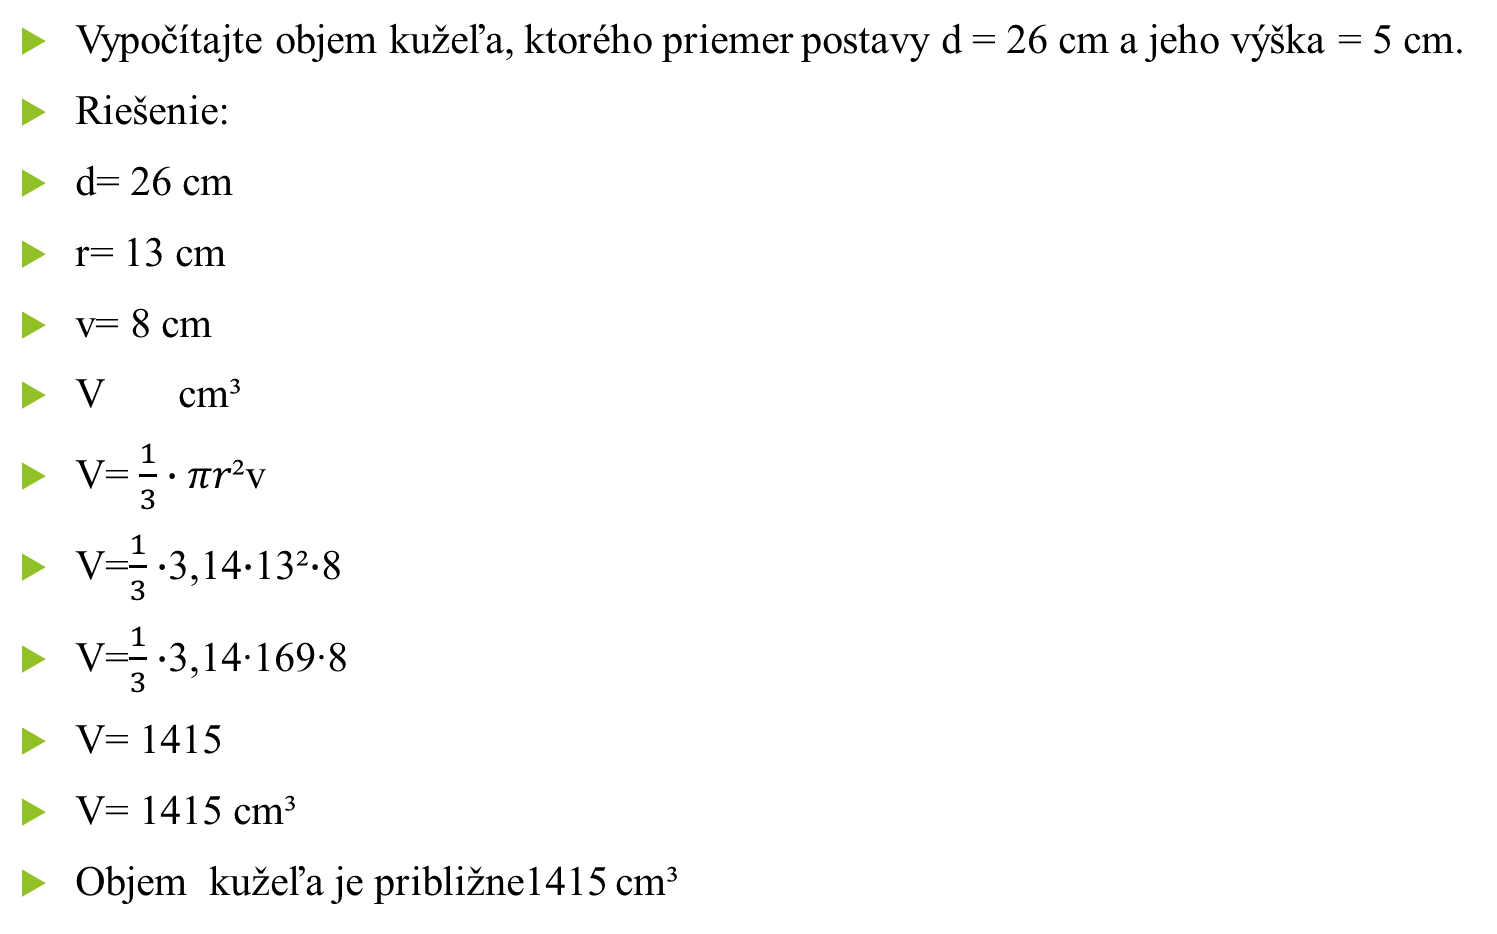 Vypočítajte objem kužeľa, ktorého priemer postavy d = 26 cm a jeho výška = 5 cm.
Riešenie:
d= 26 cm
r= 13 cm
v= 8 cm
V cm³
V= 1/3 · πr²v
V=1/3 ·3,14·13²·8
V=1/3 ·3,14·169·8
V= 1415
V= 1415 cm³
Objem kužeľa je približne1415 cm³